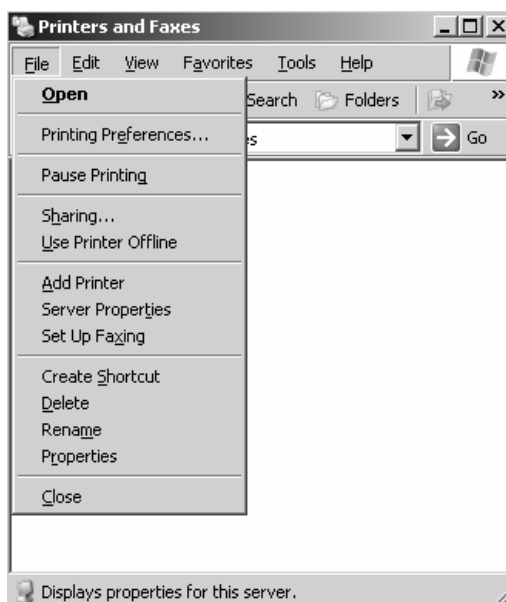 Printers and Faxes
File Edit View Favorites Tools Help
Search Folders »
Go
Open
Printing Preferences...
Pause Printing
Sharing...
Use Printer Offline
Add Printer
Server Properties
Set Up Faxing
Create Shortcut
Delete
Rename
Properties
Close
Displays properties for this server.